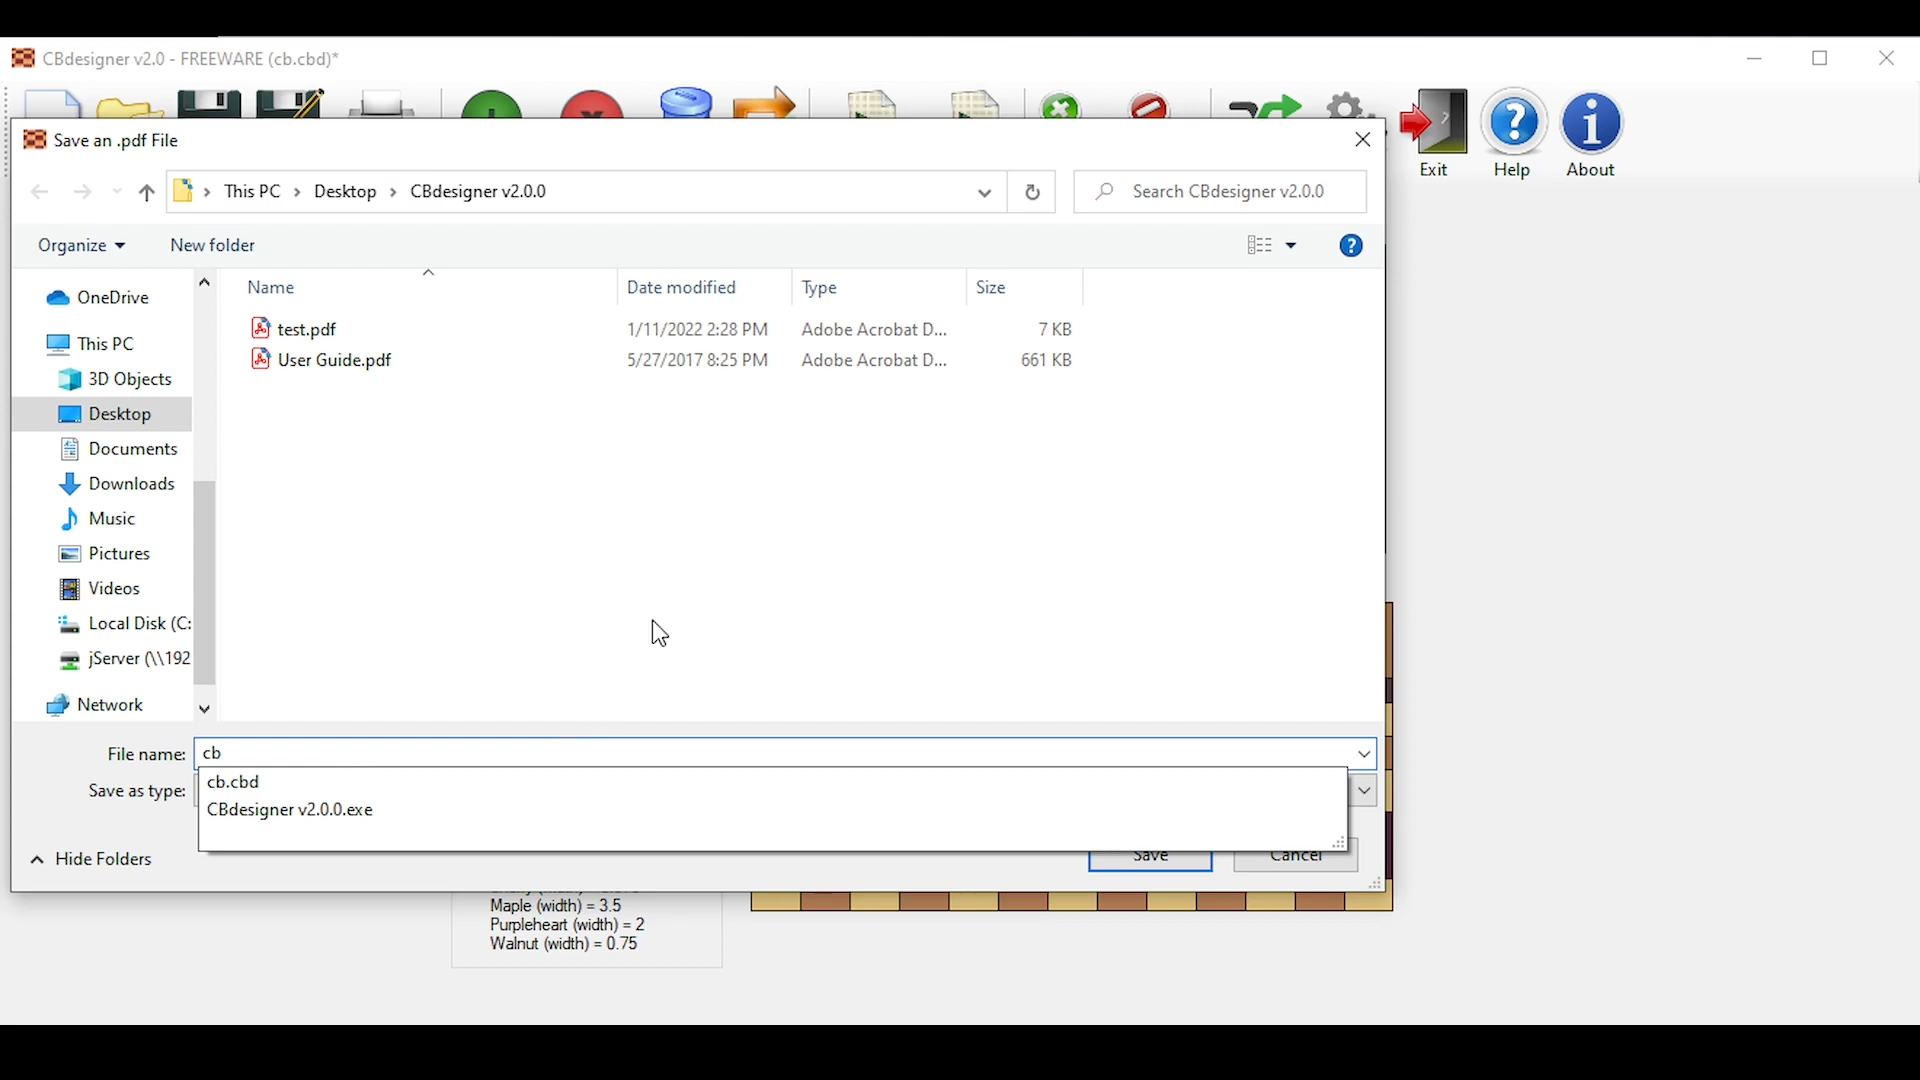 CBdesigner v2.0 - FREEWARE (cb.cbd)*
Exit
Help
About
Save an .pdf File
This PC
Desktop
CBdesigner v2.0.0
Search CBdesigner v2.0.0
Organize
New folder
Name
Date modified
Type
Size
test.pdf
1/11/2022 2:28 PM
Adobe Acrobat D...
7 KB
User Guide.pdf
5/27/2017 8:25 PM
Adobe Acrobat D...
661 KB
OneDrive
This PC
3D Objects
Desktop
Documents
Downloads
Music
Pictures
Videos
Local Disk (C:
jServer (\\192
Network
File name:
cb
Save as type:
cb.cbd
CBdesigner v2.0.0.exe
Hide Folders
Save
Cancel
Maple (width) = 3.5
Purpleheart (width) = 2
Walnut (width) = 0.75